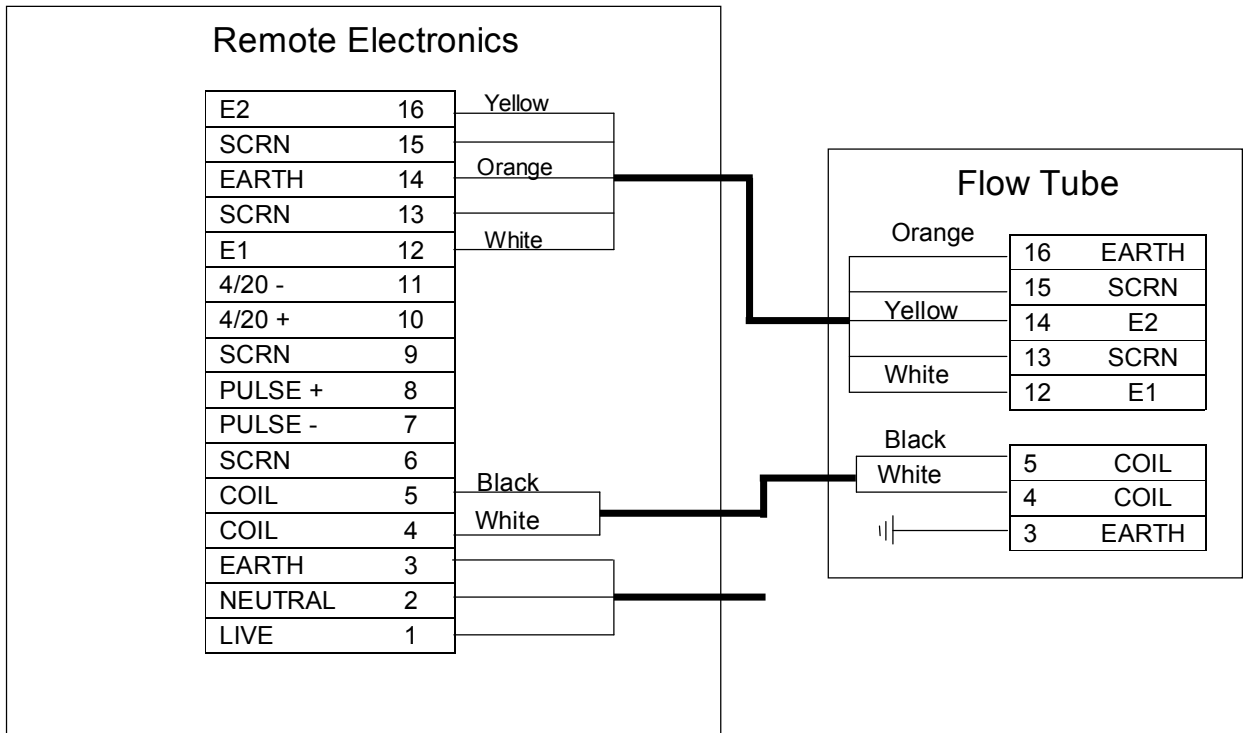 Remote Electronics
E2 16 Yellow
SCRN 15
EARTH 14 Orange
SCRN 13
E1 12 White
4/20 - 11
4/20 + 10
SCRN 9
PULSE + 8
PULSE - 7
SCRN 6
COIL 5 Black
COIL 4 White
EARTH 3
NEUTRAL 2
LIVE 1
Flow Tube
Orange 16 EARTH
15 SCRN
Yellow 14 E2
13 SCRN
White 12 E1
Black 5 COIL
White 4 COIL
3 EARTH